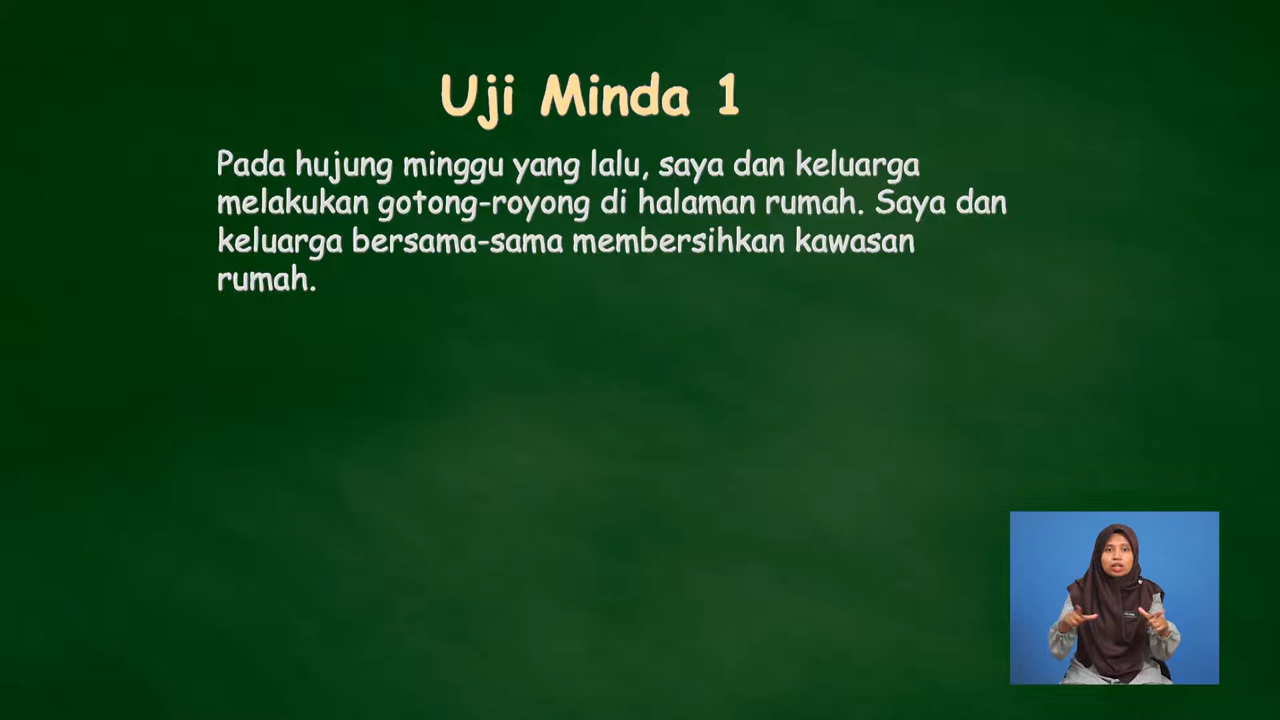 Uji Minda 1
Pada hujung minggu yang lalu, saya dan keluarga
melakukan gotong-royong di halaman rumah. Saya dan
keluarga bersama-sama membersihkan kawasan
rumah.